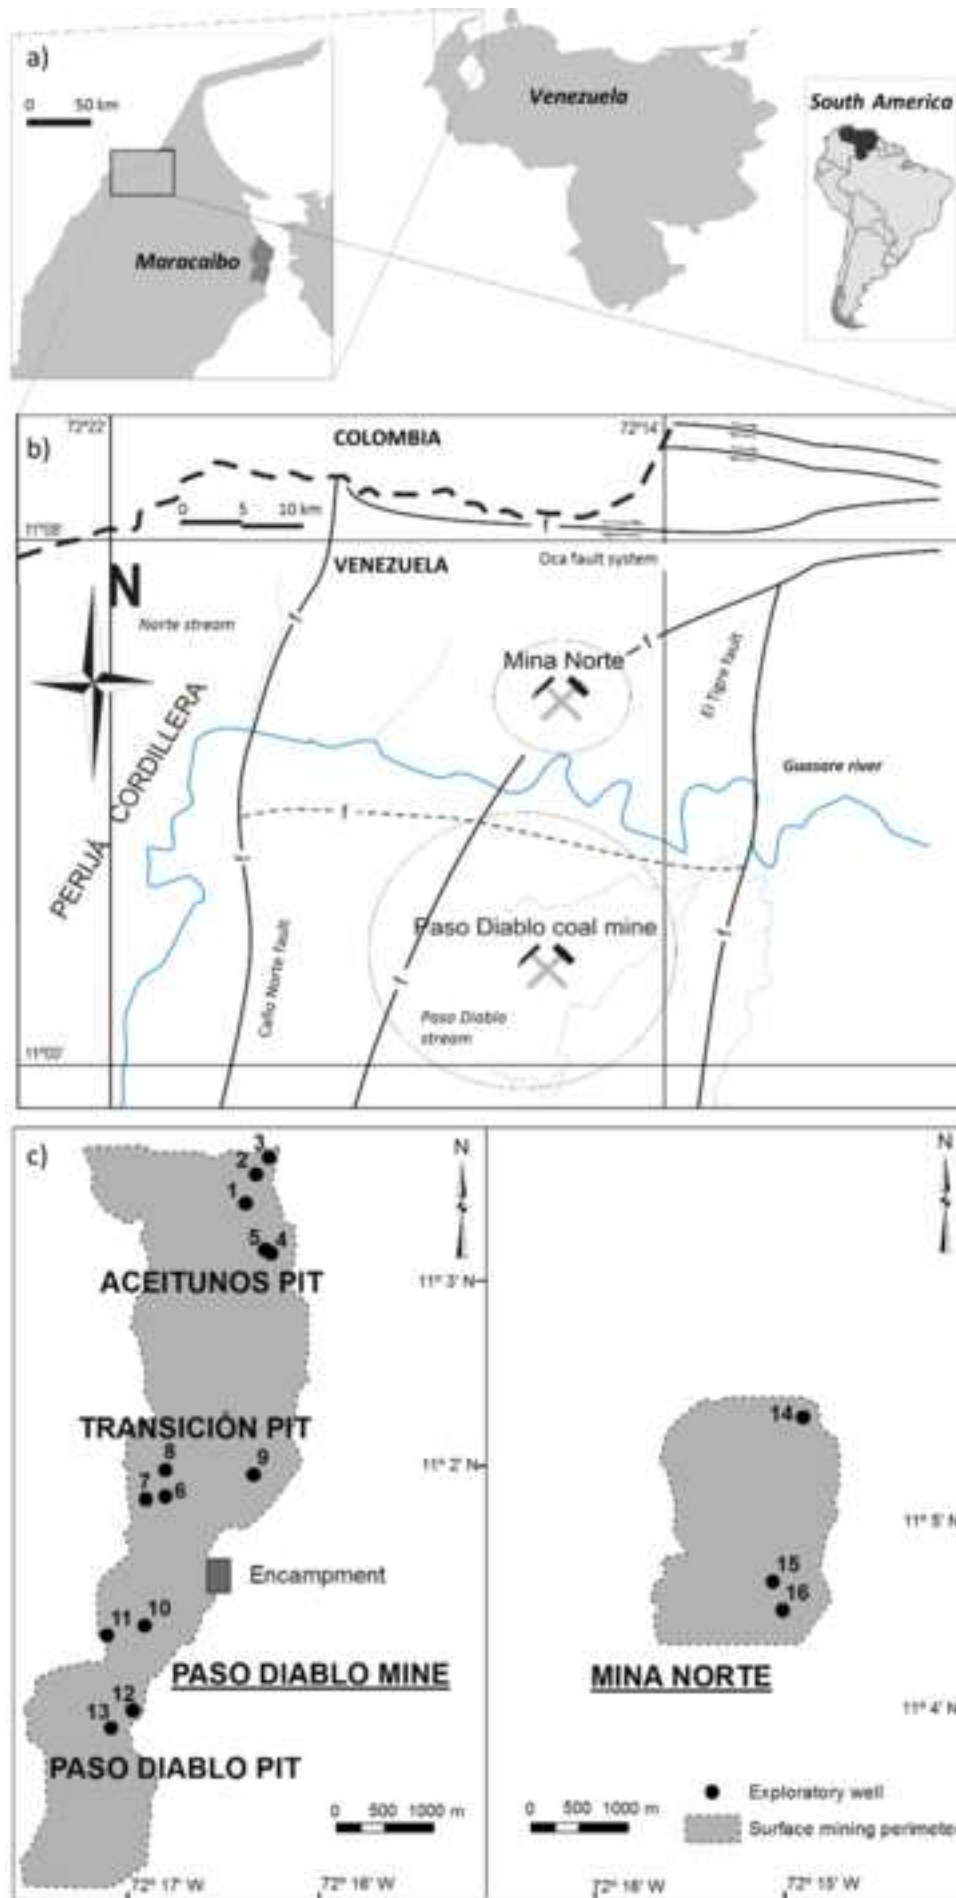 a)
0 50 km
Maracaibo
Venezuela
South America
b)
72°22'
COLOMBIA
72°14'
0 5 10 km
11°08'
VENEZUELA
Oca fault system
f
N
Norte stream
f
f
Mina Norte
El Tigre fault
PERIJÁ CORDILLERA
Guasare river
f
f
Paso Diablo coal mine
f
f
Paso Diablo
stream
11°00'
c)
3
2
1
5 4
N
N
ACEITUNOS PIT
11° 3' N
TRANSICIÓN PIT
8
9
7 6
11° 2' N
14
11° 5' N
Encampment
15
16
11 10
PASO DIABLO MINE
MINA NORTE
12
13
11° 4' N
PASO DIABLO PIT
Exploratory well
0 500 1000 m
0 500 1000 m
Surface mining perimete
72° 17' W
72° 16' W
72° 16' W
72° 15' W